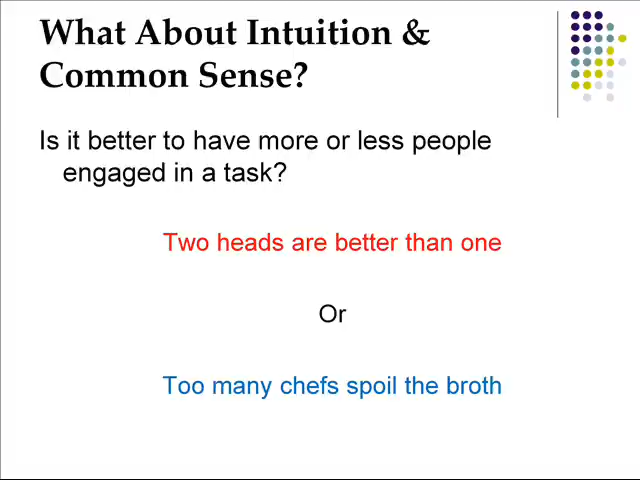 What About Intuition &
Common Sense?
Is it better to have more or less people
engaged in a task?
Two heads are better than one
Or
Too many chefs spoil the broth